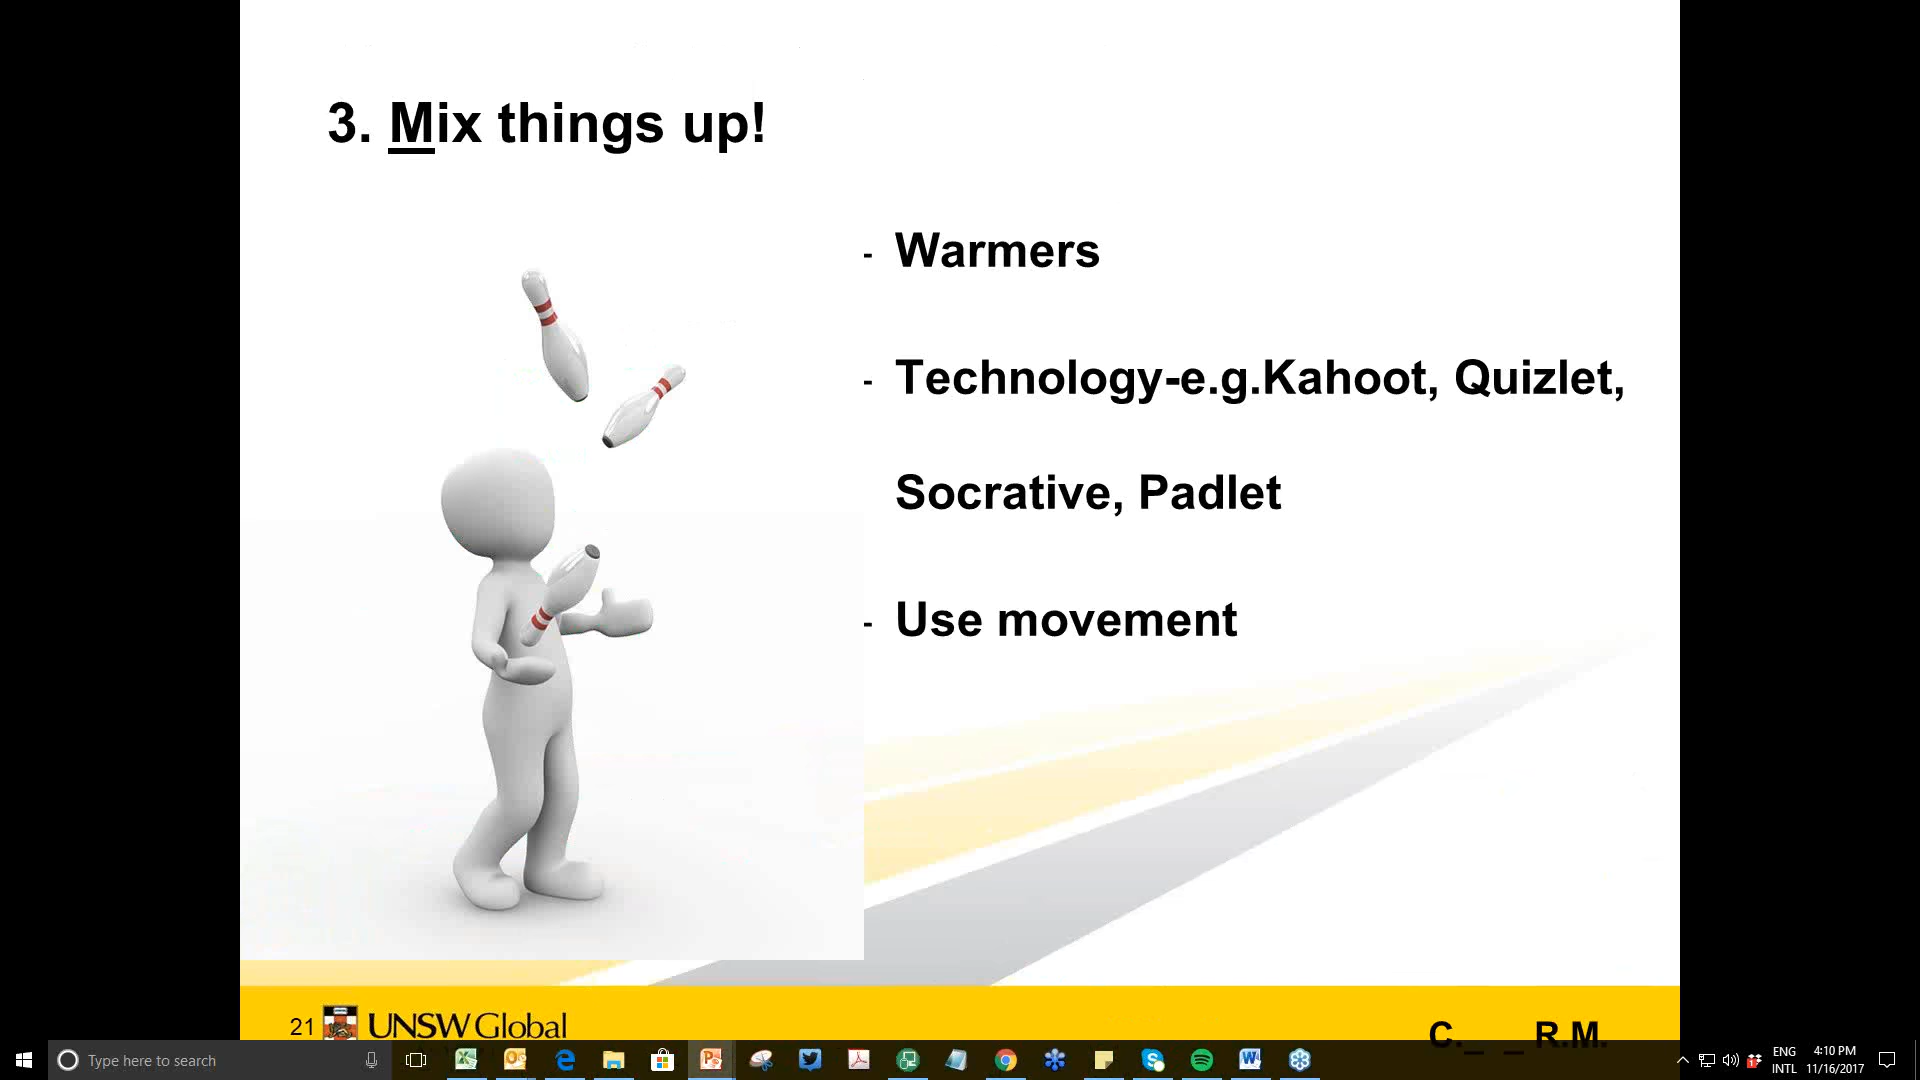 3. Mix things up!
- Warmers
- Technology-e.g.Kahoot, Quizlet,
Socrative, Padlet
- Use movement
21
UNSW Global
C._ _ R.M.
Type here to search
ENG
INTL
4:10 PM
11/16/2017